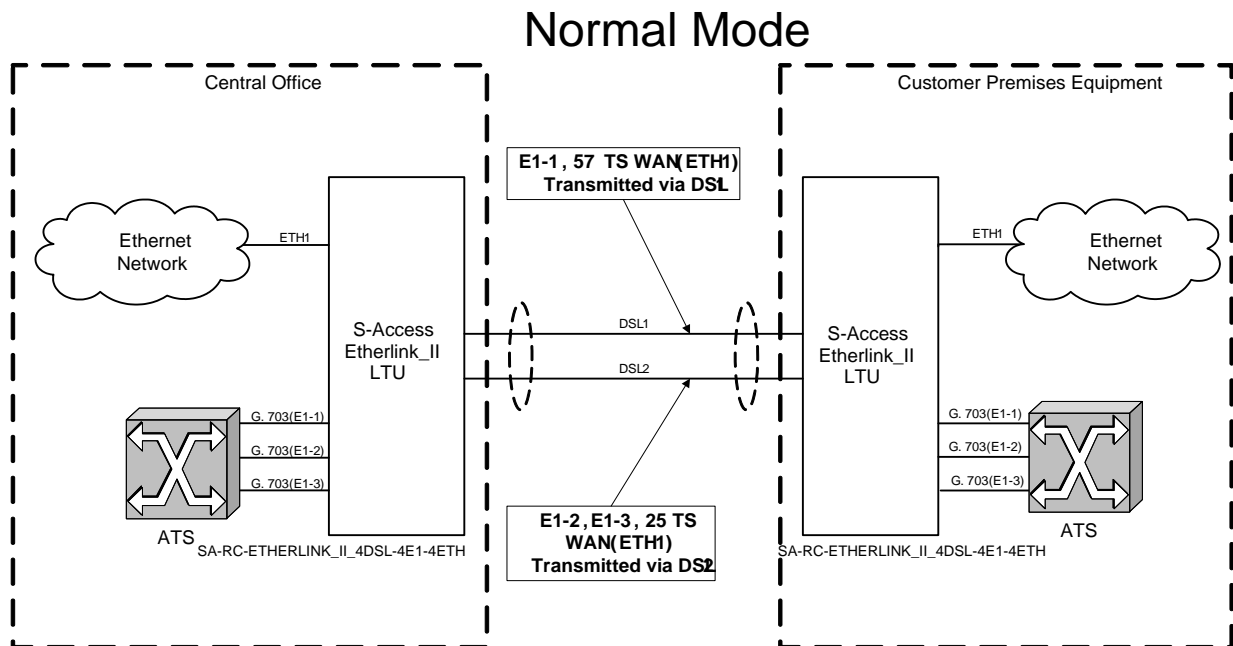 Normal Mode
Central Office
Customer Premises Equipment
E1-1, 57 TS WAN(ETH1)
Transmitted via DSL1
ETH1
Ethernet
Network
ETH1
Ethernet
Network
S-Access
Etherlink_II
LTU
DSL1
DSL2
S-Access
Etherlink_II
LTU
G. 703(E1-1)
G. 703(E1-2)
G. 703(E1-3)
ATS
G. 703(E1-1)
G. 703(E1-2)
G. 703(E1-3)
ATS
E1-2, E1-3, 25 TS
WAN(ETH1)
Transmitted via DSL2
SA-RC-ETHERLINK_II_4DSL-4E1-4ETH
SA-RC-ETHERLINK_II_4DSL-4E1-4ETH